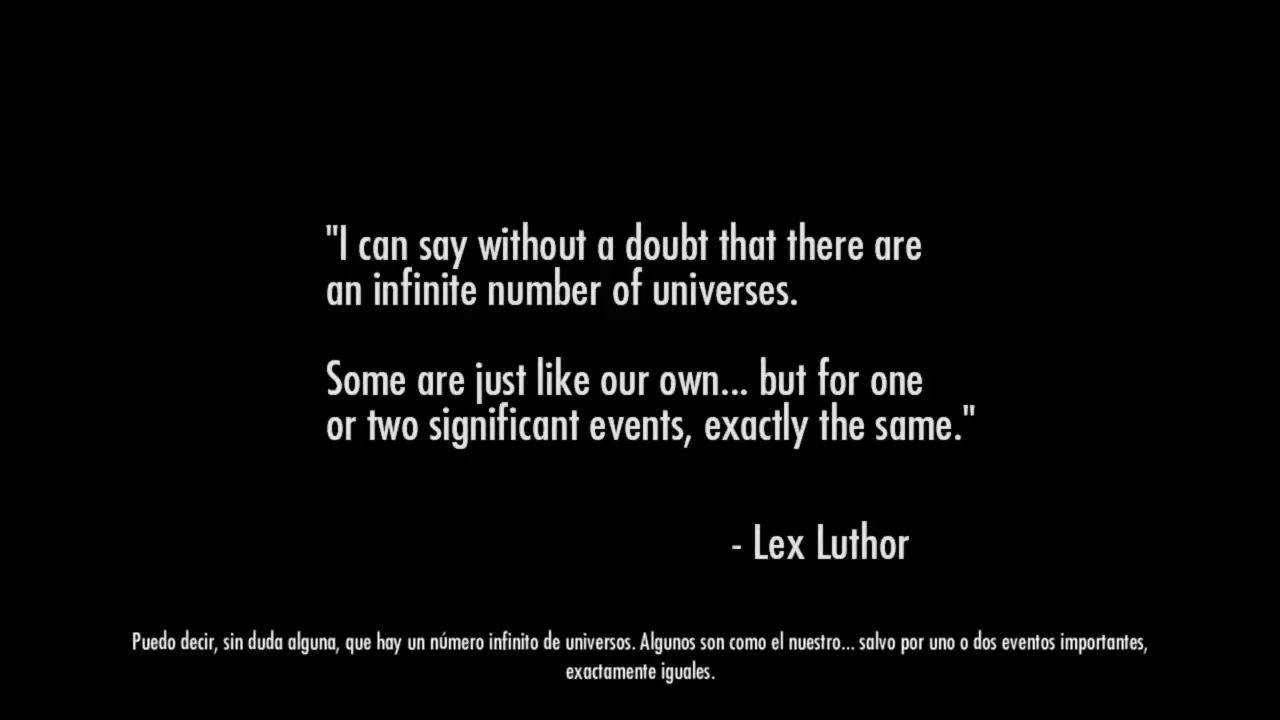 "I can say without a doubt that there are
an infinite number of universes.
Some are just like our own... but for one
or two significant events, exactly the same."
- Lex Luthor
Puedo decir, sin duda alguna, que hay un número infinito de universos. Algunos son como el nuestro... salvo por uno o dos eventos importantes,
exactamente iguales.